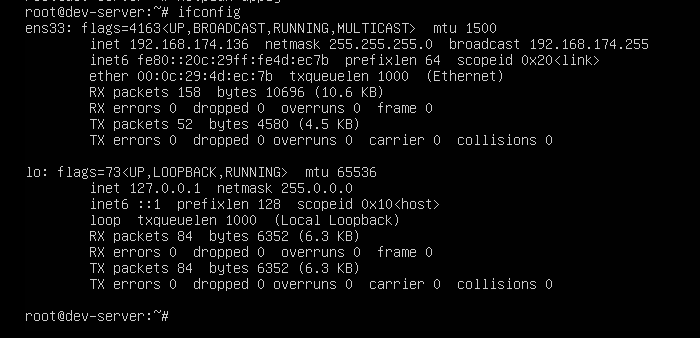 root@dev-server:~# ifconfig
ens33: flags=4163<UP,BROADCAST,RUNNING,MULTICAST>  mtu 1500
        inet 192.168.174.136  netmask 255.255.255.0  broadcast 192.168.174.255
        inet6 fe80::20c:29ff:fe4d:ec7b  prefixlen 64  scopeid 0x20<link>
        ether 00:0c:29:4d:ec:7b  txqueuelen 1000  (Ethernet)
        RX packets 158  bytes 10696 (10.6 KB)
        RX errors 0  dropped 0  overruns 0  frame 0
        TX packets 52  bytes 4580 (4.5 KB)
        TX errors 0  dropped 0 overruns 0  carrier 0  collisions 0

lo: flags=73<UP,LOOPBACK,RUNNING>  mtu 65536
        inet 127.0.0.1  netmask 255.0.0.0
        inet6 ::1  prefixlen 128  scopeid 0x10<host>
        loop  txqueuelen 1000  (Local Loopback)
        RX packets 84  bytes 6352 (6.3 KB)
        RX errors 0  dropped 0  overruns 0  frame 0
        TX packets 84  bytes 6352 (6.3 KB)
        TX errors 0  dropped 0 overruns 0  carrier 0  collisions 0

root@dev-server:~#